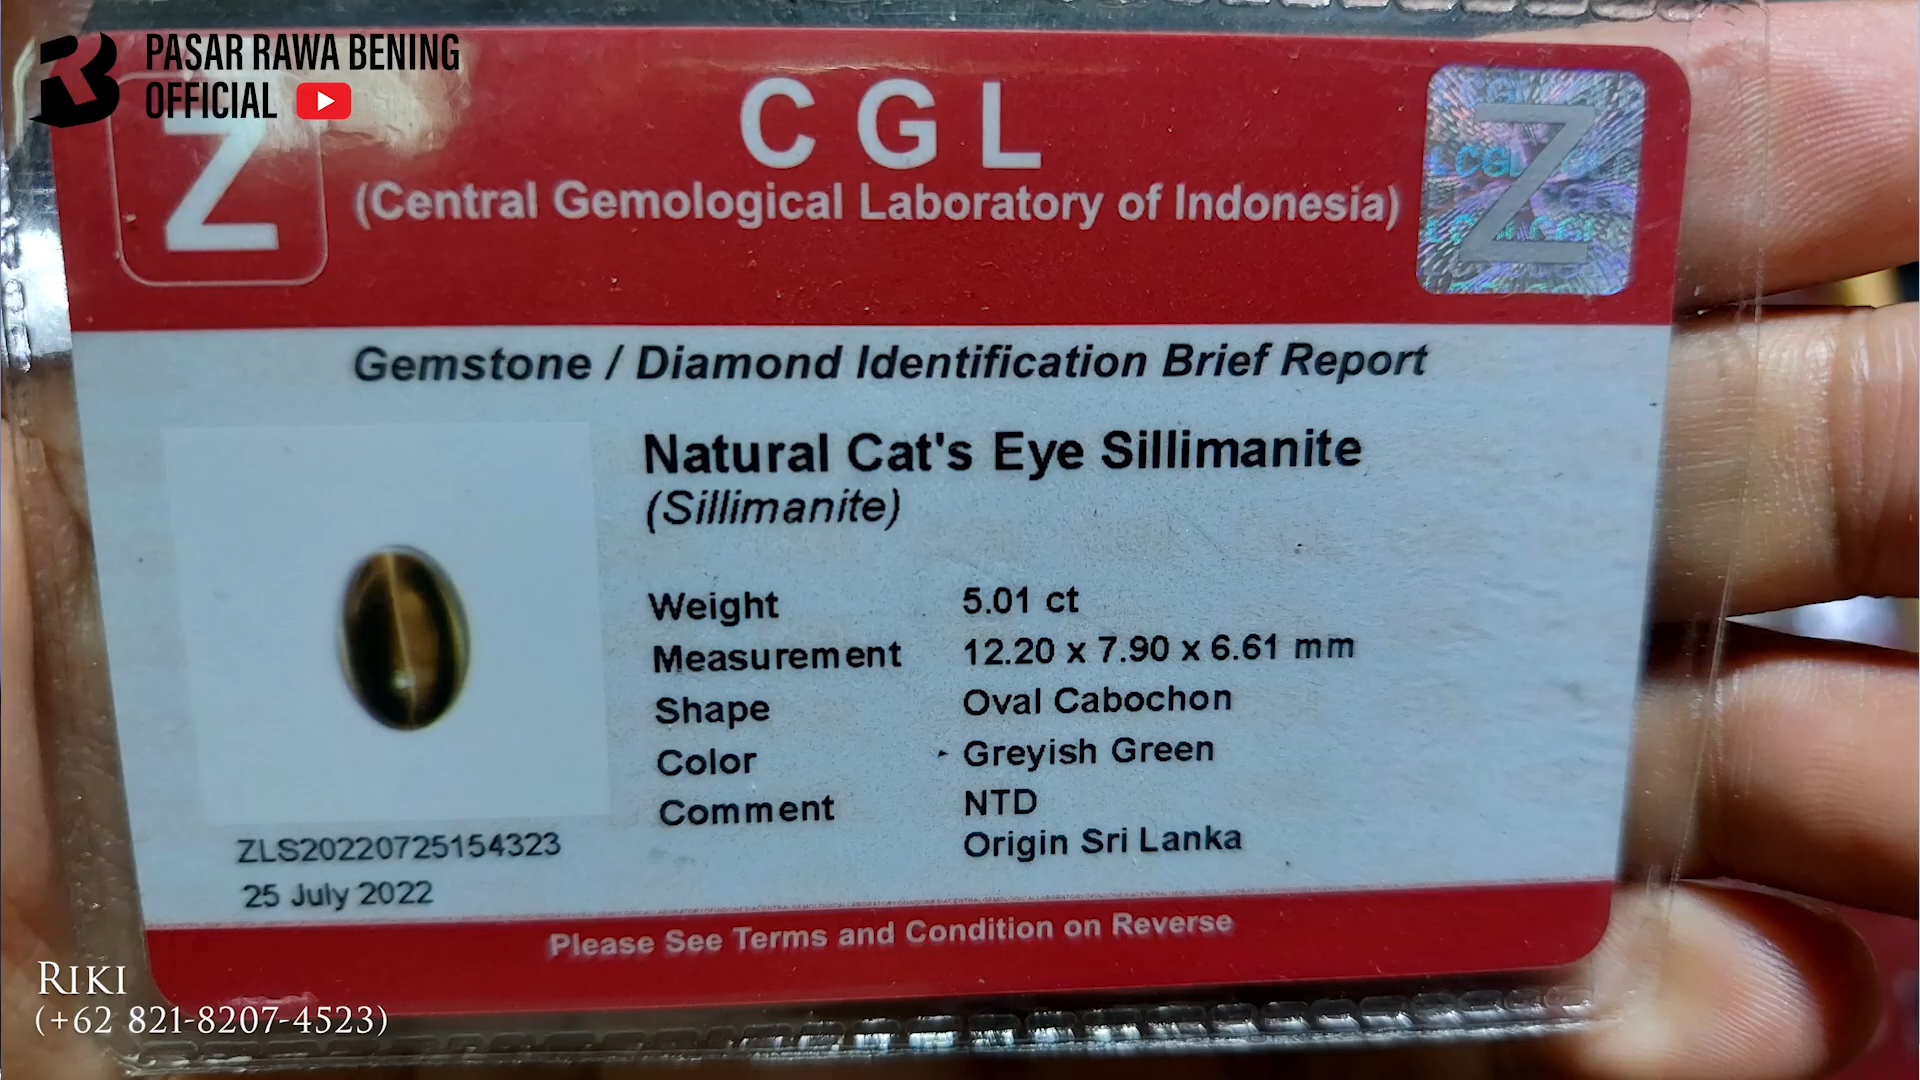 PASAR RAWA BENING
OFFICIAL
Z
C G L
(Central Gemological Laboratory of Indonesia)
Z
Gemstone / Diamond Identification Brief Report
Natural Cat's Eye Sillimanite
(Sillimanite)
Weight 5.01 ct
Measurement 12.20 x 7.90 x 6.61 mm
Shape Oval Cabochon
Color Greyish Green
Comment NTD
Origin Sri Lanka
ZLS20220725154323
25 July 2022
Please See Terms and Condition on Reverse
RIKI
(+62 821-8207-4523)